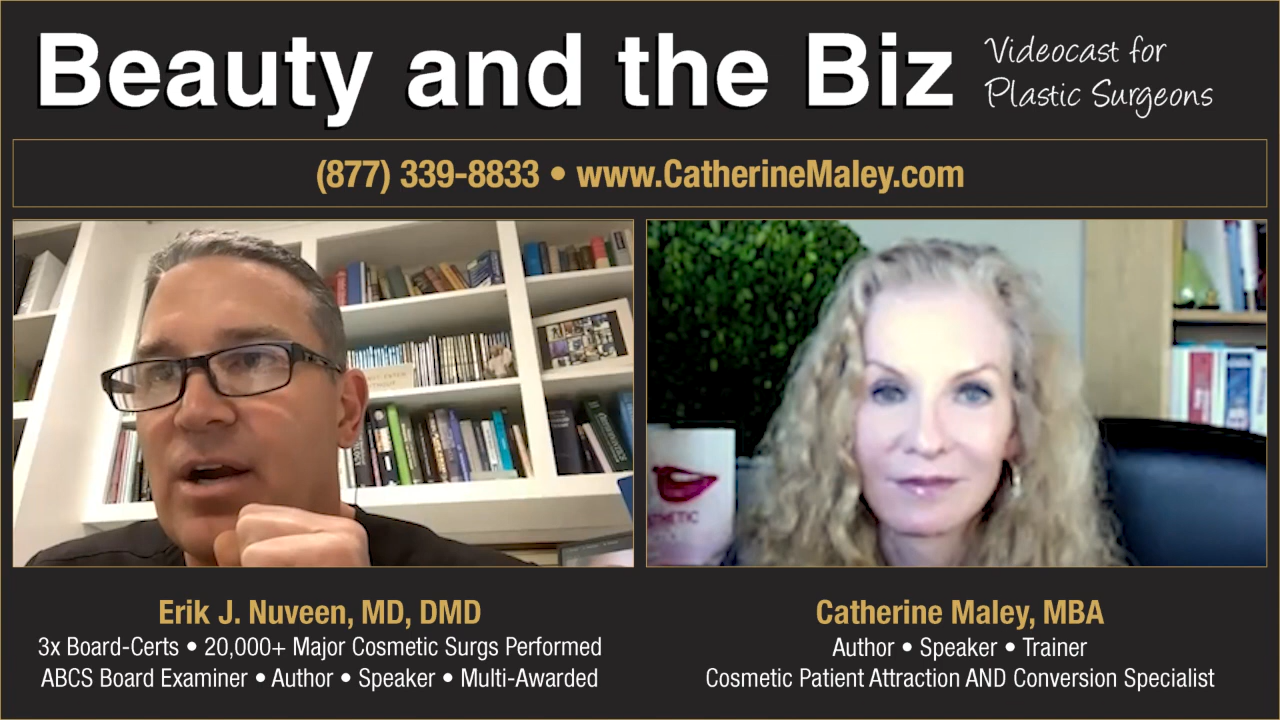 Beauty and the Biz
Videocast for
Plastic Surgeons
(877) 339-8833 • www.CatherineMaley.com
Erik J. Nuveen, MD, DMD
3x Board-Certs • 20,000+ Major Cosmetic Surgs Performed
ABCS Board Examiner • Author • Speaker • Multi-Awarded
Catherine Maley, MBA
Author • Speaker • Trainer
Cosmetic Patient Attraction AND Conversion Specialist